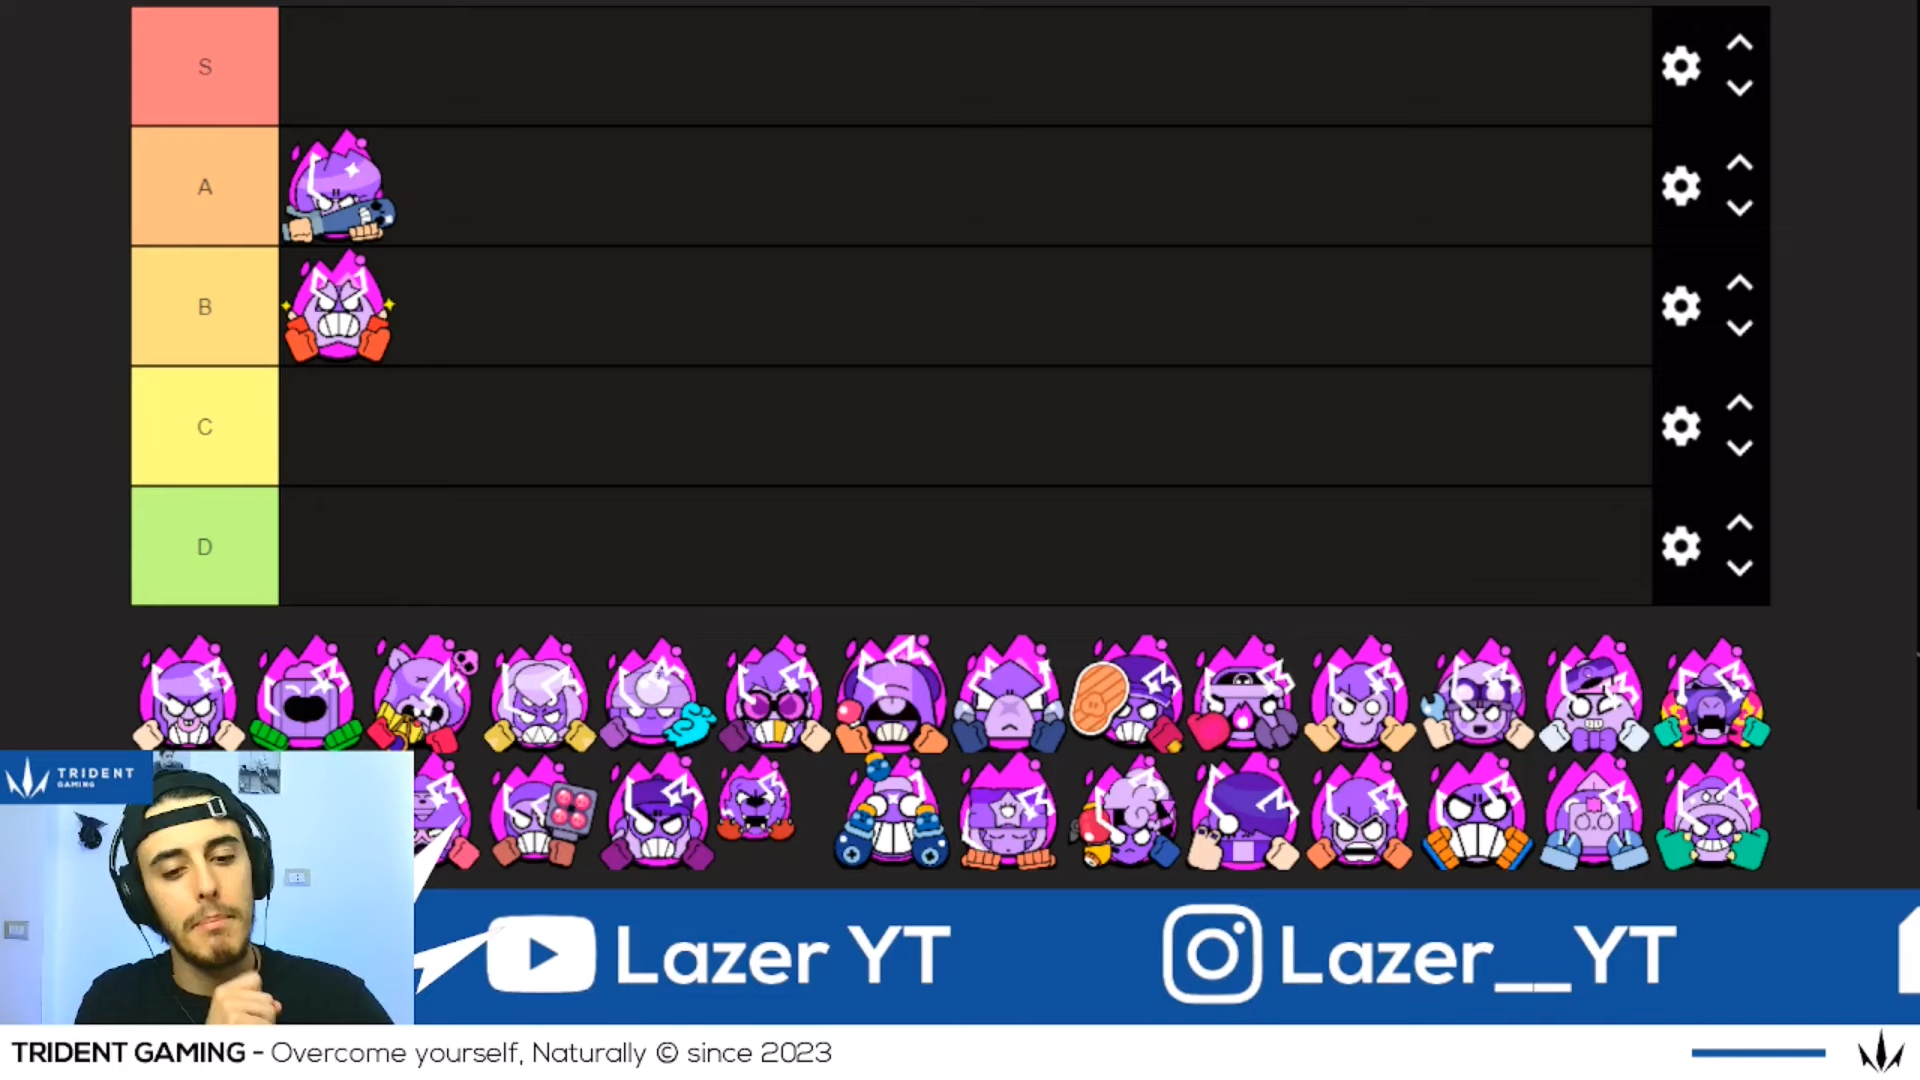 S
A
B
C
D
TRIDENT
GAMING
Lazer YT
Lazer__YT
TRIDENT GAMING - Overcome yourself, Naturally © since 2023